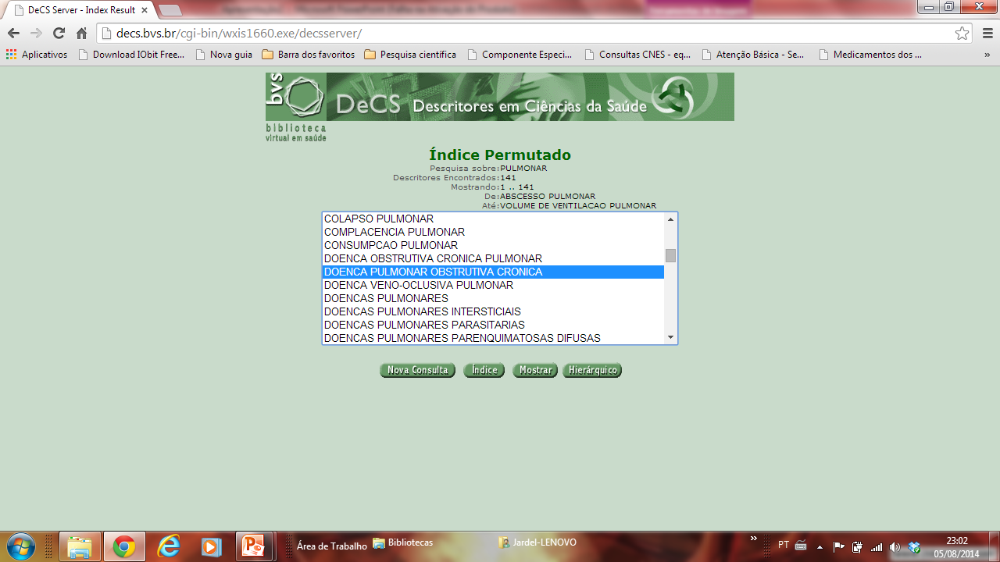 DeCS Server - Index Result
decs.bvs.br/cgi-bin/wxis1660.exe/decsserver/
Aplicativos Download IObit Free... Nova guia Barra dos favoritos Pesquisa científica Componente Especi... Consultas CNES - eq... Atenção Básica - Se... Medicamentos dos ... »
bvs DeCS Descritores em Ciências da Saúde
biblioteca
virtual em saúde
Índice Permutado
Pesquisa sobre: PULMONAR
Descritores Encontrados: 141
Mostrando: 1 .. 141
De: ABSCESSO PULMONAR
Até: VOLUME DE VENTILACAO PULMONAR
COLAPSO PULMONAR
COMPLACENCIA PULMONAR
CONSUMPCAO PULMONAR
DOENCA OBSTRUTIVA CRONICA PULMONAR
DOENCA PULMONAR OBSTRUTIVA CRONICA
DOENCA VENO-OCLUSIVA PULMONAR
DOENCAS PULMONARES
DOENCAS PULMONARES INTERSTICIAIS
DOENCAS PULMONARES PARASITARIAS
DOENCAS PULMONARES PARENQUIMATOSAS DIFUSAS
Nova Consulta Índice Mostrar Hierárquico
Área de Trabalho Bibliotecas Jardel-LENOVO » PT 23:02
05/08/2014